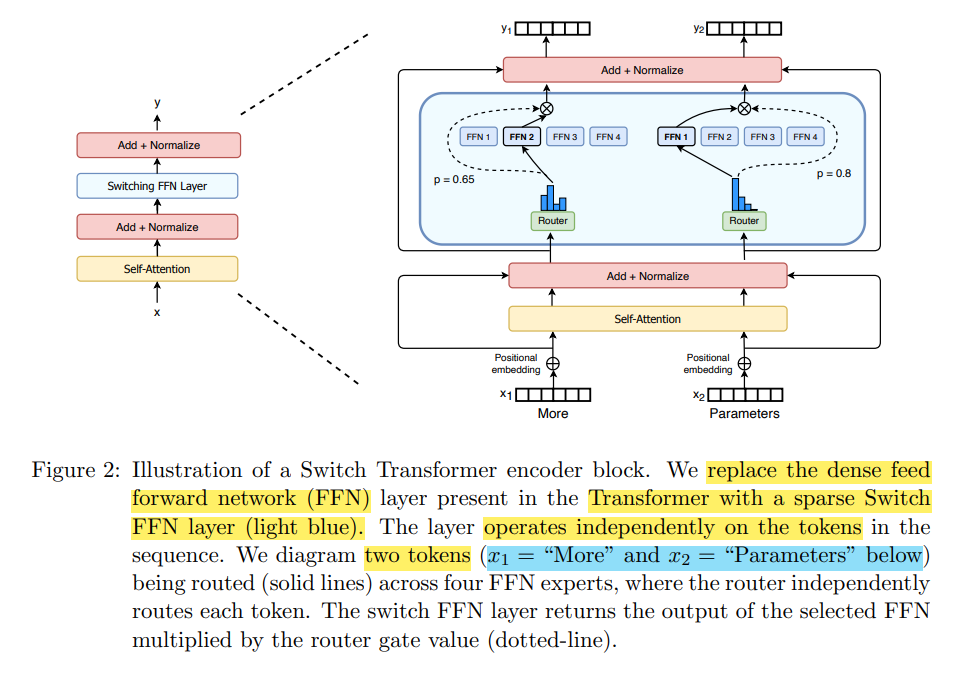 y
Add + Normalize
Switching FFN Layer
Add + Normalize
Self-Attention
x
y1 y2
Add + Normalize
FFN 1 FFN 2 FFN 3 FFN 4 FFN 1 FFN 2 FFN 3 FFN 4
p = 0.65 p = 0.8
Router Router
Add + Normalize
Self-Attention
Positional embedding Positional embedding
x1 x2
More Parameters
Figure 2: Illustration of a Switch Transformer encoder block. We replace the dense feed
forward network (FFN) layer present in the Transformer with a sparse Switch
FFN layer (light blue). The layer operates independently on the tokens in the
sequence. We diagram two tokens (x1 = “More” and x2 = “Parameters” below)
being routed (solid lines) across four FFN experts, where the router independently
routes each token. The switch FFN layer returns the output of the selected FFN
multiplied by the router gate value (dotted-line).